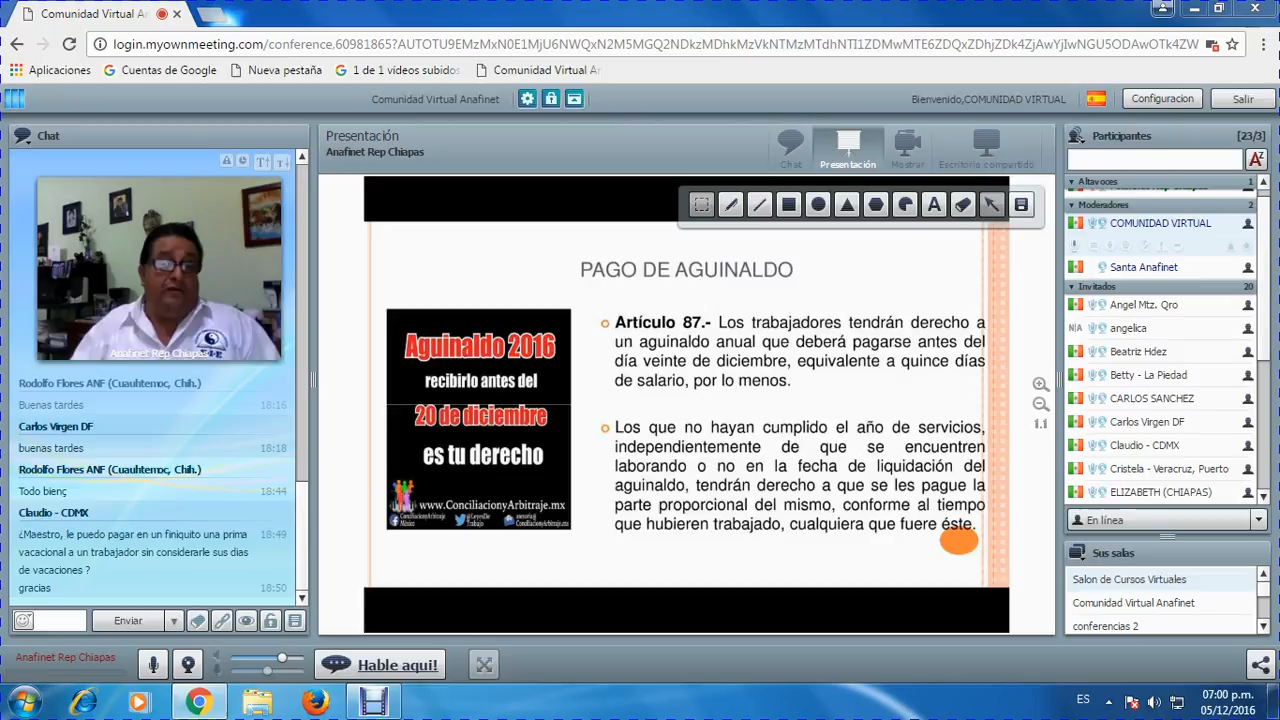 Comunidad Virtual An
login.myownmeeting.com/conference,60981865?AUTOTU9EMzMxN0E1MjU6NWQxN2M5MGQ2NDkzMDhkMzVkNTMzMTdhNTI1ZDMwMTE6ZDQxZDhjZDk4ZjAwYjIwNGU5ODAwOTk4ZW
Aplicaciones
Cuentas de Google
Nueva pestaña
1 de 1 vídeos subidos
Comunidad Virtual An
Comunidad Virtual Anafinet
Bienvenido,COMUNIDAD VIRTUAL
Configuracion
Salir
Chat
Anafinet Rep Chiapas
Rodolfo Flores ANF (Cuauhtemoc, Chih.)
Buenas tardes 18:16
Carlos Virgen DF
buenas tardes 18:18
Rodolfo Flores ANF (Cuauhtemoc, Chih.)
Todo bienç 18:44
Claudio - CDMX
¿Maestro, le puedo pagar en un finiquito una prima 18:49
vacacional a un trabajador sin considerarle sus dias
de vacaciones ?
gracias 18:50
Enviar
Anafinet Rep Chiapas
Hable aqui!
Presentación
Anafinet Rep Chiapas
Chat
Presentación
Mostrar
Escritorio compartido
A
PAGO DE AGUINALDO
Aguinaldo 2016
recibirlo antes del
20 de diciembre
es tu derecho
www.ConciliacionyArbitraje.mx
Artículo 87.- Los trabajadores tendrán derecho a
un aguinaldo anual que deberá pagarse antes del
día veinte de diciembre, equivalente a quince días
de salario, por lo menos.
Los que no hayan cumplido el año de servicios,
independientemente de que se encuentren
laborando o no en la fecha de liquidación del
aguinaldo, tendrán derecho a que se les pague la
parte proporcional del mismo, conforme al tiempo
que hubieren trabajado, cualquiera que fuere éste.
1.1
Participantes [23/3]
Altavoces 1
Moderadores 2
COMUNIDAD VIRTUAL
Santa Anafinet
Invitados 20
Angel Mtz. Qro
N/A angelica
Beatriz Hdez
Betty - La Piedad
CARLOS SANCHEZ
Carlos Virgen DF
Claudio - CDMX
Cristela - Veracruz, Puerto
ELIZABETH (CHIAPAS)
En línea
Sus salas
Salon de Cursos Virtuales
Comunidad Virtual Anafinet
conferencias 2
ES
07:00 p.m.
05/12/2016